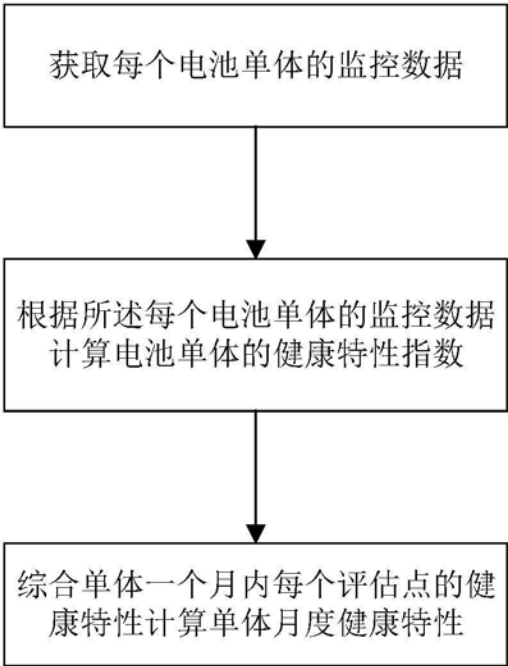 获取每个电池单体的监控数据
根据所述每个电池单体的监控数据
计算电池单体的健康特性指数
综合单体一个月内每个评估点的健
康特性计算单体月度健康特性